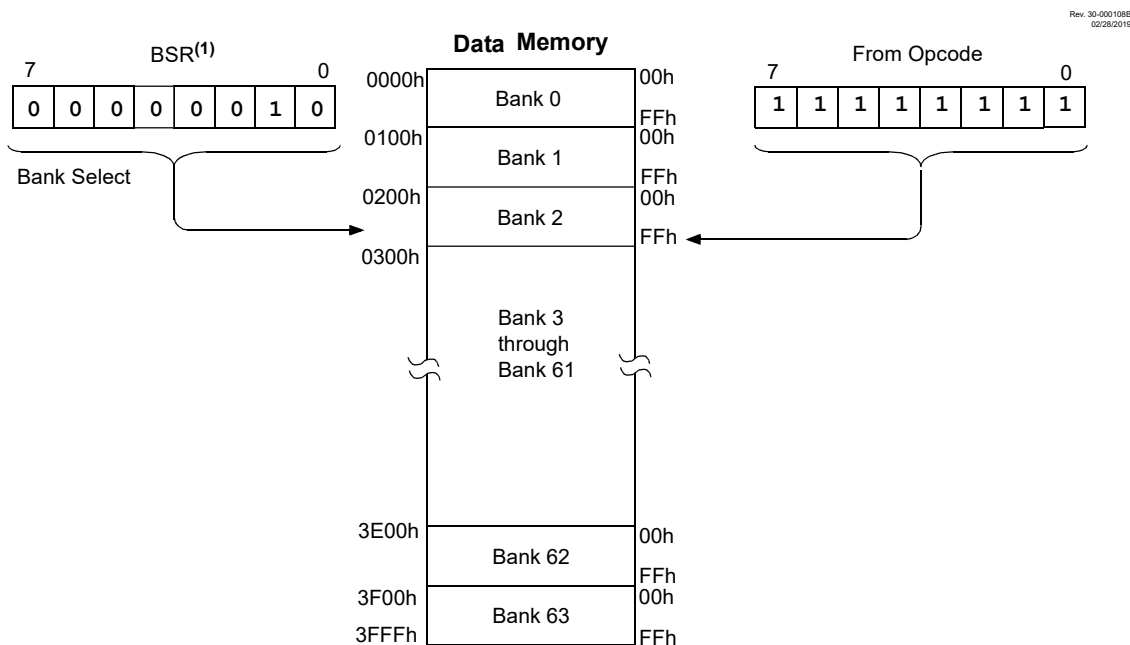 Rev. 30-000108B
02/28/2019
BSR(1)
7 0
0 0 0 0 0 0 1 0
Bank Select
Data Memory
From Opcode
7 0
1 1 1 1 1 1 1 1
0000h Bank 0 00h
FFh
0100h Bank 1 00h
FFh
0200h Bank 2 00h
FFh
0300h
Bank 3
through
Bank 61
3E00h Bank 62 00h
FFh
3F00h Bank 63 00h
3FFFh FFh